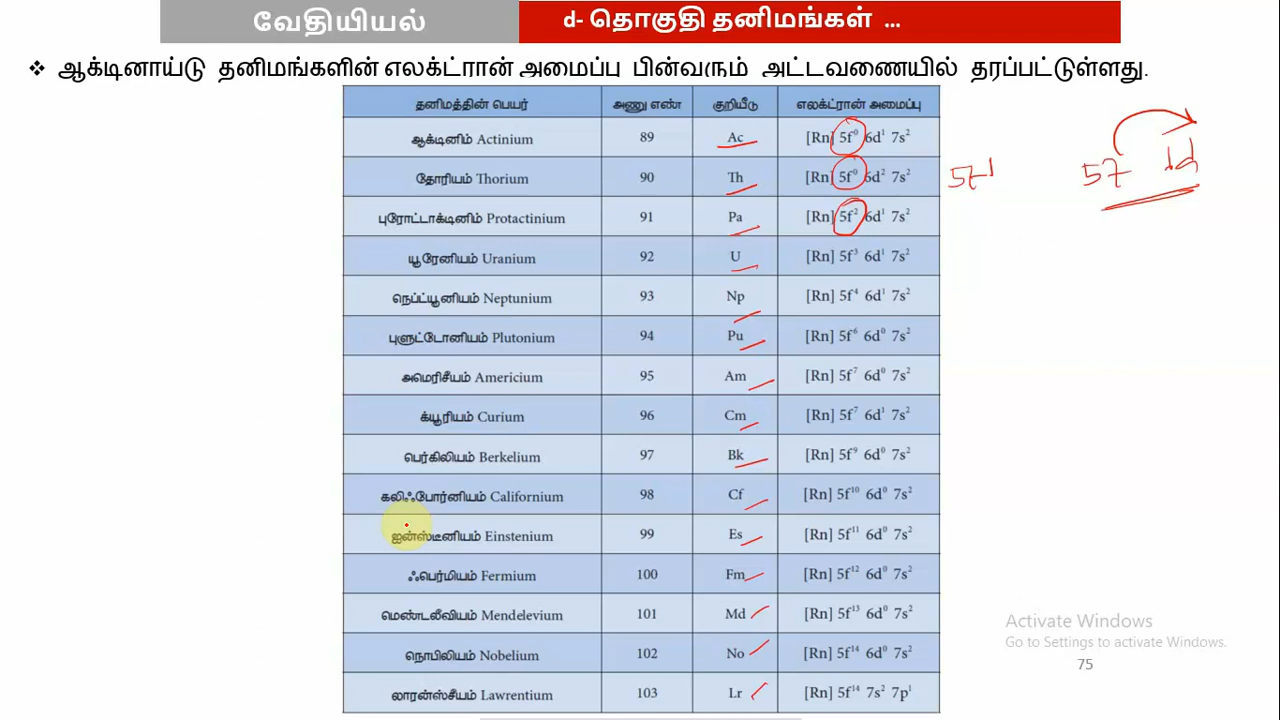 வேதியியல் d- தொகுதி தனிமங்கள் ...
❖ ஆக்டினாய்டு தனிமங்களின் எலக்ட்ரான் அமைப்பு பின்வரும் அட்டவணையில் தரப்பட்டுள்ளது.
தனிமத்தின் பெயர் அணு எண் குறியீடு எலக்ட்ரான் அமைப்பு
ஆக்டினிம் Actinium 89 Ac [Rn] 5f⁰ 6d¹ 7s²
தோரியம் Thorium 90 Th [Rn] 5f⁰ 6d² 7s²
புரோட்டாக்டினிம் Protactinium 91 Pa [Rn] 5f² 6d¹ 7s²
யூரேனியம் Uranium 92 U [Rn] 5f³ 6d¹ 7s²
நெப்ட்யூனியம் Neptunium 93 Np [Rn] 5f⁴ 6d¹ 7s²
புளுட்டோனியம் Plutonium 94 Pu [Rn] 5f⁶ 6d⁰ 7s²
அமெரிசீயம் Americium 95 Am [Rn] 5f⁷ 6d⁰ 7s²
க்யூரியம் Curium 96 Cm [Rn] 5f⁷ 6d¹ 7s²
பெர்கிலியம் Berkelium 97 Bk [Rn] 5f⁹ 6d⁰ 7s²
கலிஃபோர்னியம் Californium 98 Cf [Rn] 5f¹⁰ 6d⁰ 7s²
ஐன்ஸ்டீனியம் Einstenium 99 Es [Rn] 5f¹¹ 6d⁰ 7s²
ஃபெர்மியம் Fermium 100 Fm [Rn] 5f¹² 6d⁰ 7s²
மெண்டலீவியம் Mendelevium 101 Md [Rn] 5f¹³ 6d⁰ 7s²
நொபிலியம் Nobelium 102 No [Rn] 5f¹⁴ 6d⁰ 7s²
லாரன்ஸ்சீயம் Lawrentium 103 Lr [Rn] 5f¹⁴ 7s² 7p¹
Activate Windows
Go to Settings to activate Windows.
75